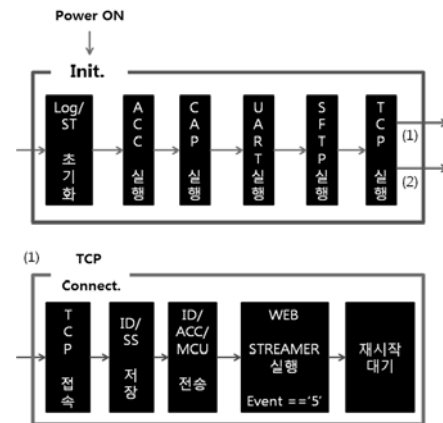 Power ON
Init.
Log/
ST
초
기
화
A
C
C
실
행
C
A
P
실
행
U
A
R
T
실
행
S
F
T
P
실
행
T
C
P
실
행
(1)
(2)
(1) TCP
Connect.
T
C
P
접
속
ID/
SS
저
장
ID/
ACC/
MCU
전송
WEB
STREAMER
실행
Event =='5'
재시작
대기